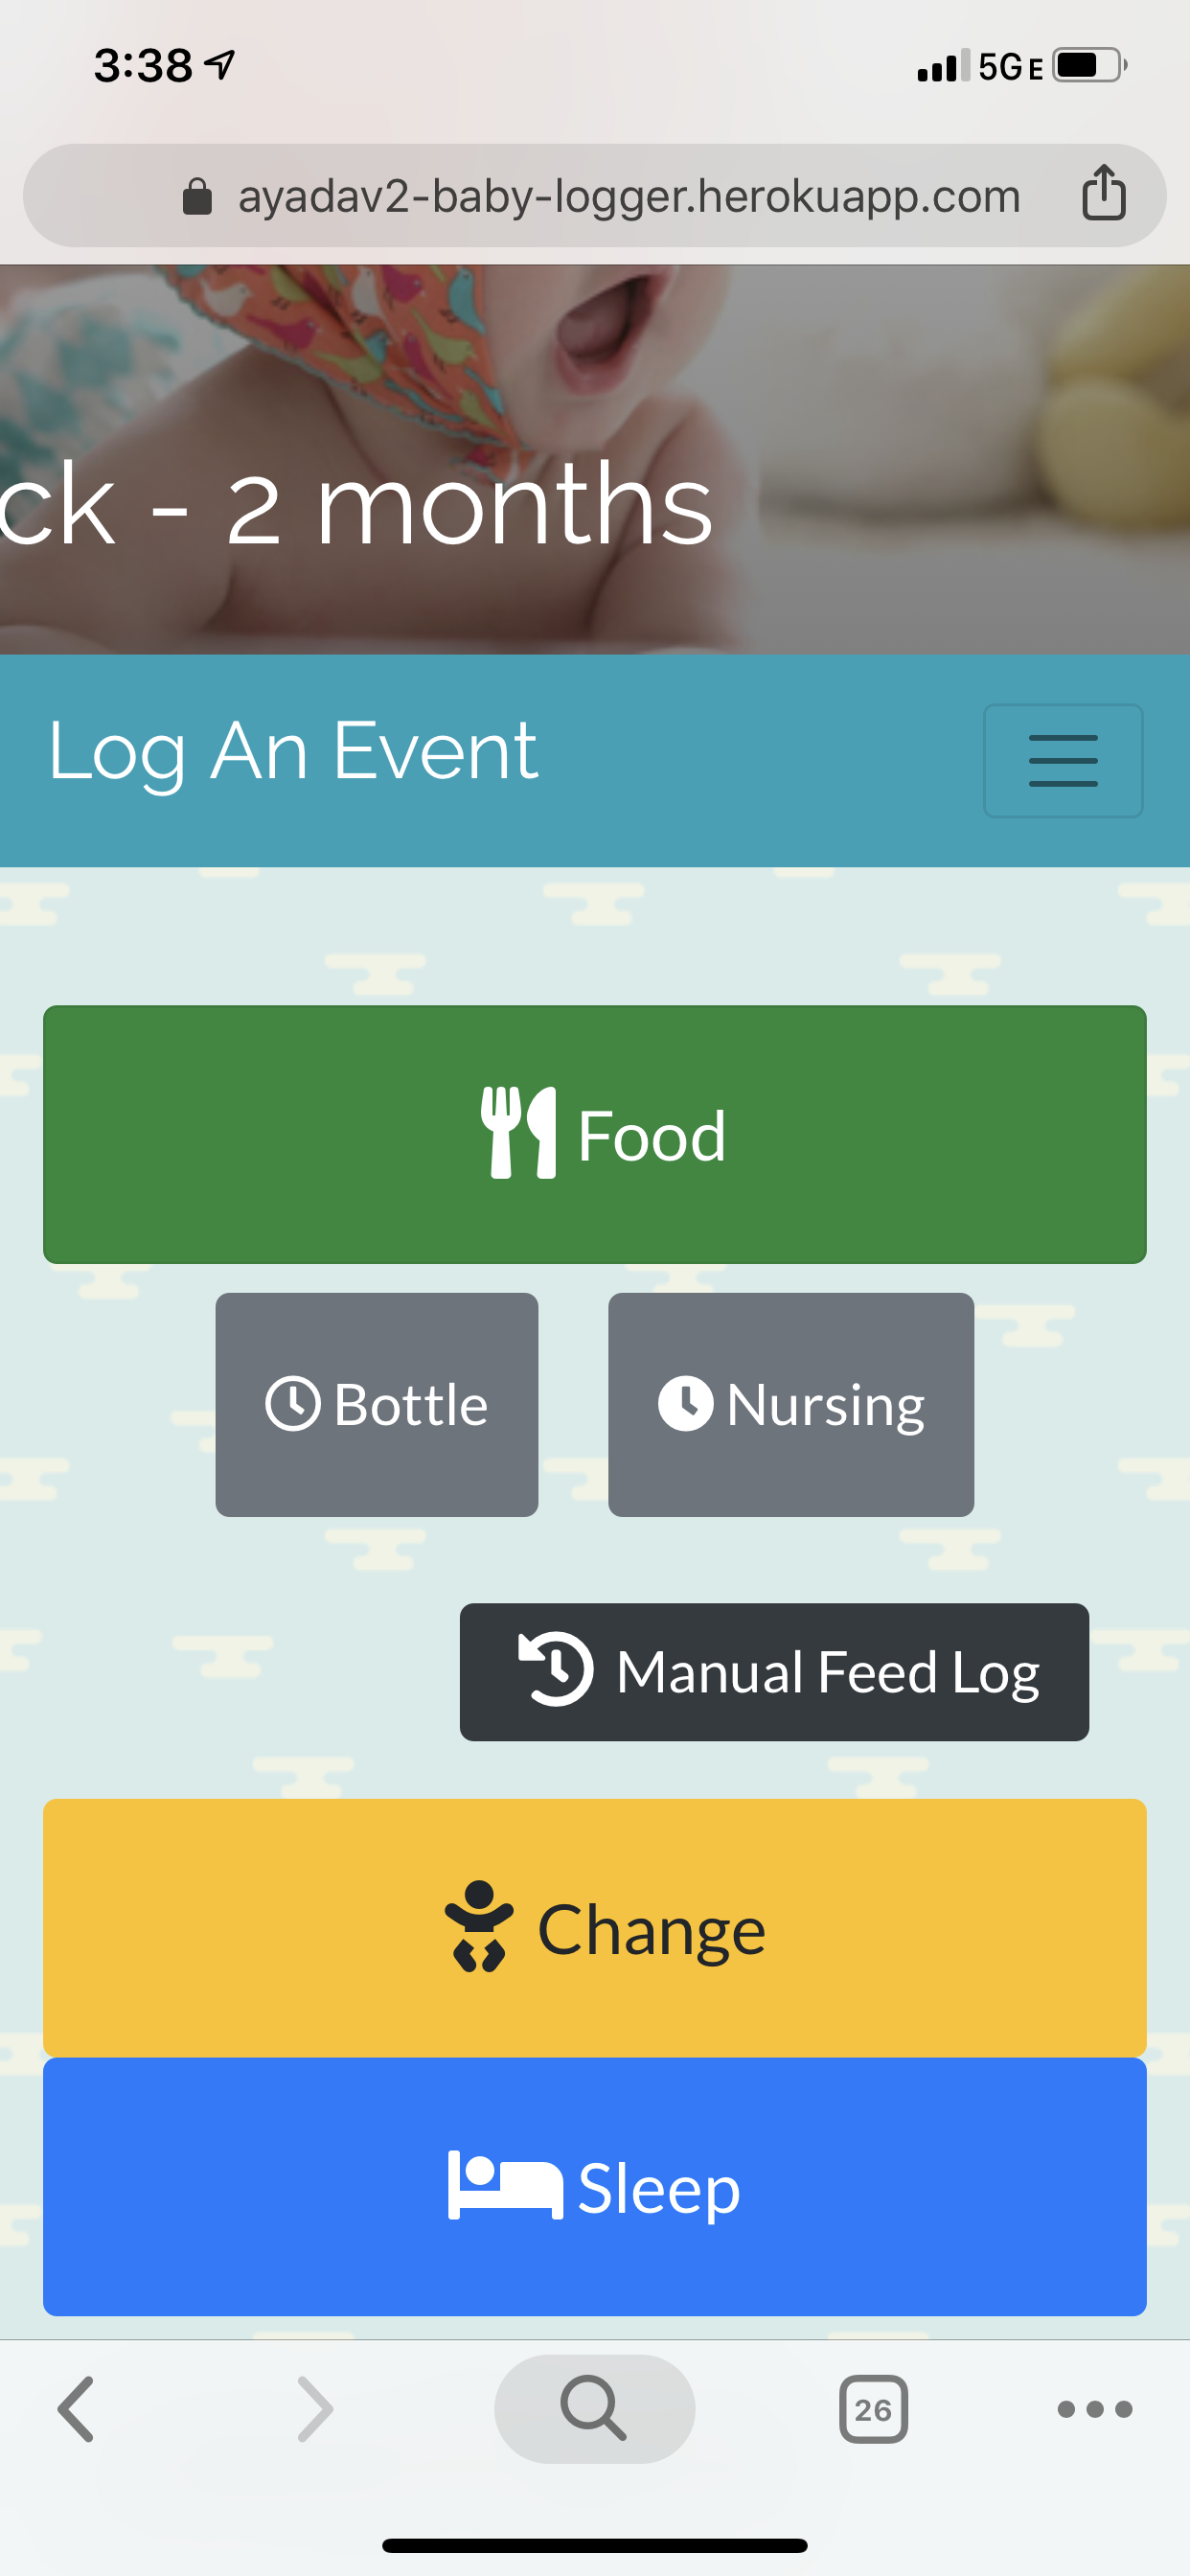 3:38
5G E
ayadav2-baby-logger.herokuapp.com
ck - 2 months
Log An Event
Food
Bottle
Nursing
Manual Feed Log
Change
Sleep
26